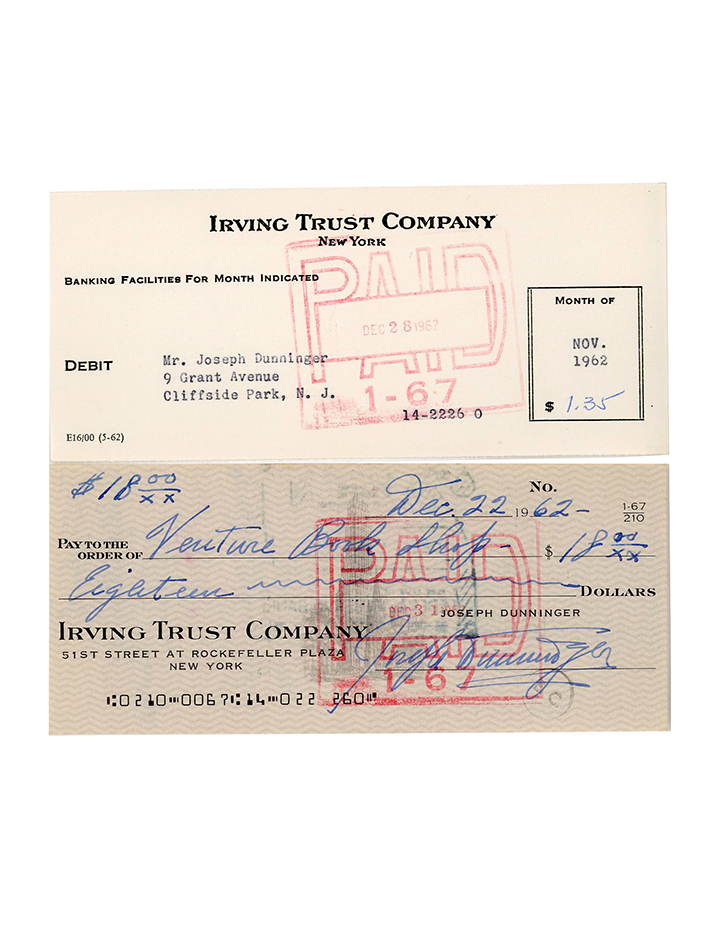 IRVING TRUST COMPANY
NEW YORK
BANKING FACILITIES FOR MONTH INDICATED
PAID
DEC 28 1962
1-67
MONTH OF
NOV.
1962
$ 1.35
DEBIT
Mr. Joseph Dunninger
9 Grant Avenue
Cliffside Park, N. J.
14-2226 0
E16/00 (5-62)
$18 00/xx
No.
Dec. 22 1962-
1-67
210
PAY TO THE
ORDER OF Venture Book Shop- $ 18 00/xx
Eighteen DOLLARS
PAID
DEC 31
1-67
JOSEPH DUNNINGER
IRVING TRUST COMPANY
51ST STREET AT ROCKEFELLER PLAZA
NEW YORK
Joseph Dunninger
⑆0210⑉0067⑆14⑉022 260⑈